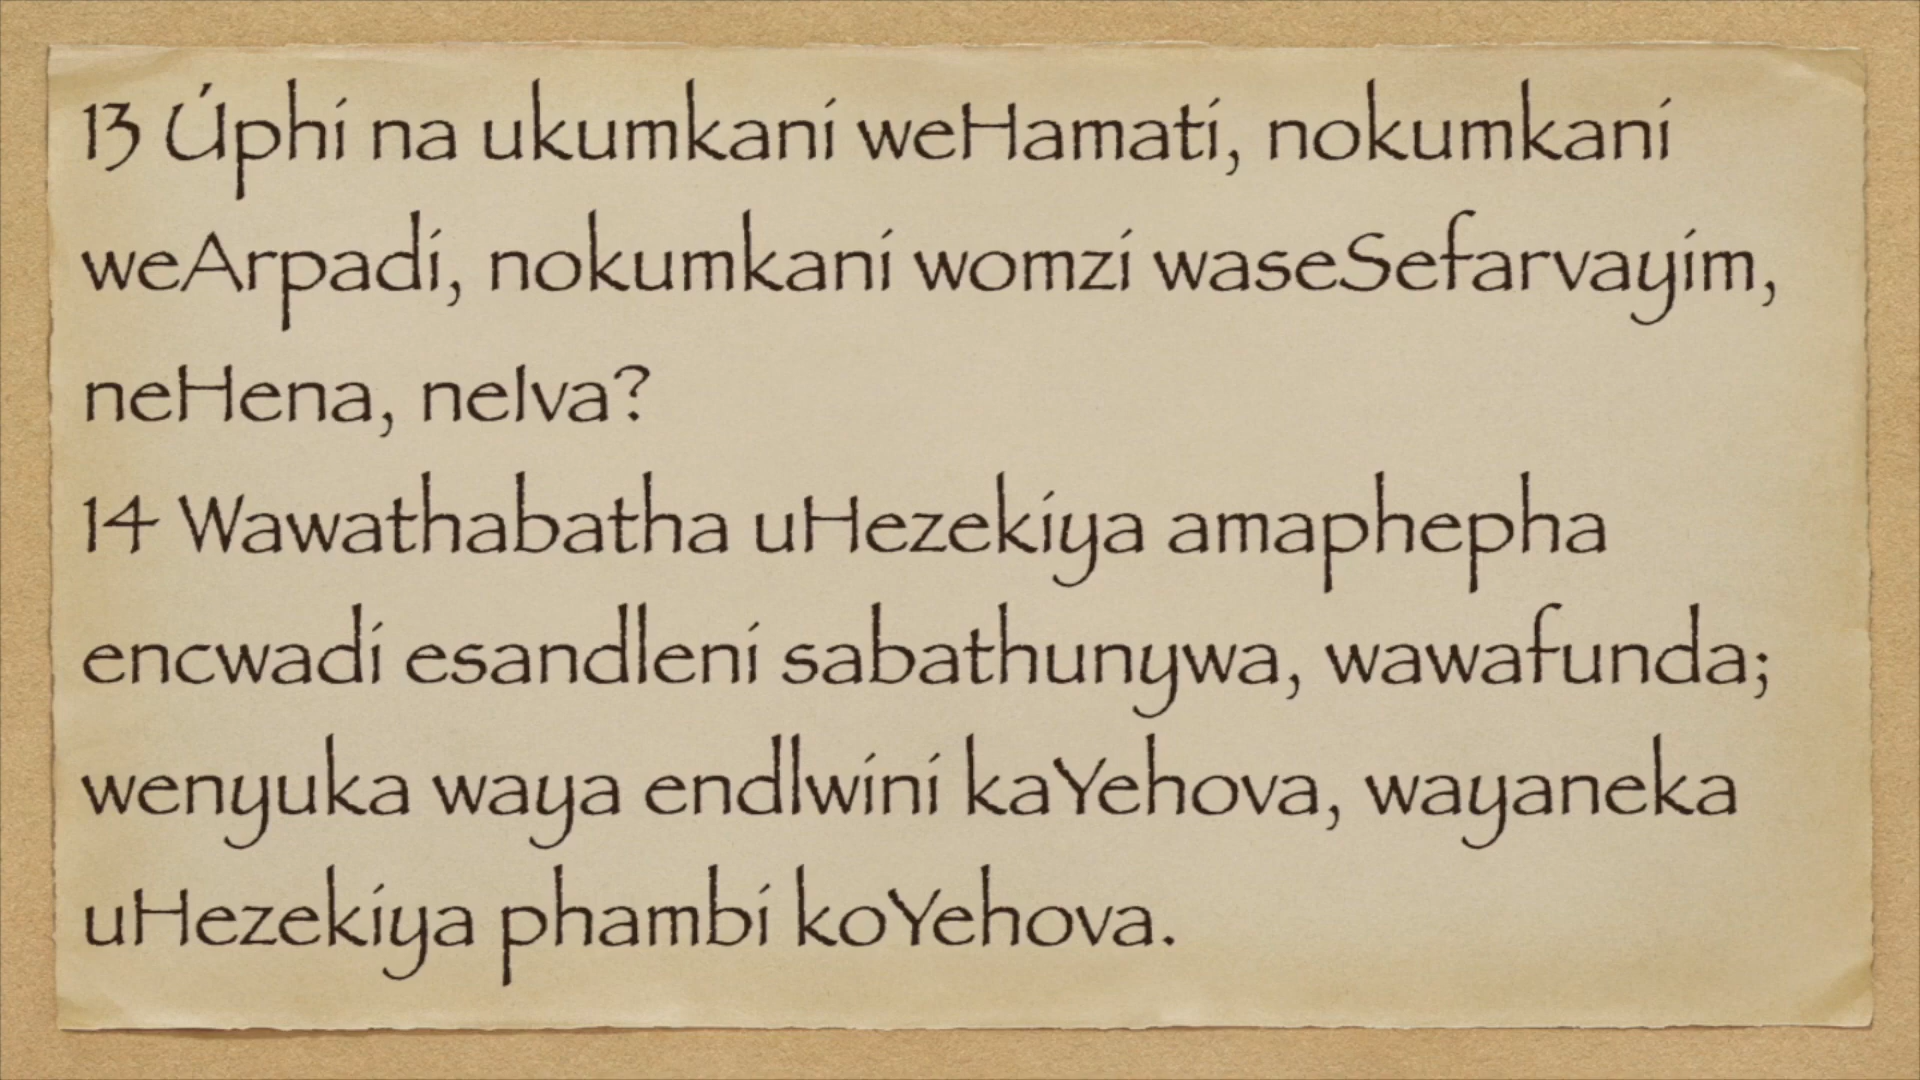 13 Úphi na ukumkani weHamati, nokumkani
weArpadi, nokumkani womzi waseSefarvayim,
neHena, neIva?
14 Wawathabatha uHezekiya amaphepha
encwadi esandleni sabathunywa, wawafunda;
wenyuka waya endlwini kaYehova, wayaneka
uHezekiya phambi koYehova.